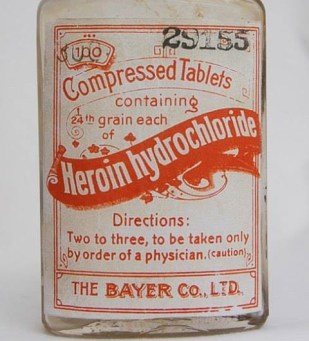 29155
100
Compressed Tablets
containing
1/24th grain each
of
Heroin hydrochloride
Directions:
Two to three, to be taken only
by order of a physician. (caution)
THE BAYER Co., LTD.